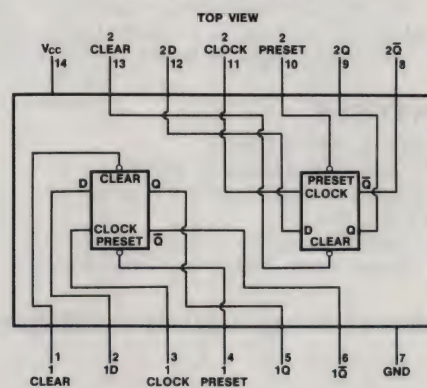 TOP VIEW
2 2 2
Vcc CLEAR 2D CLOCK PRESET 2Q 2Q̅
14 13 12 11 10 9 8
D CLEAR Q
CLOCK
PRESET Q̅
PRESET Q̅
CLOCK
D Q
CLEAR
1 2 3 4 5 6 7
1 1D 1 1 1Q 1Q̅ GND
CLEAR CLOCK PRESET